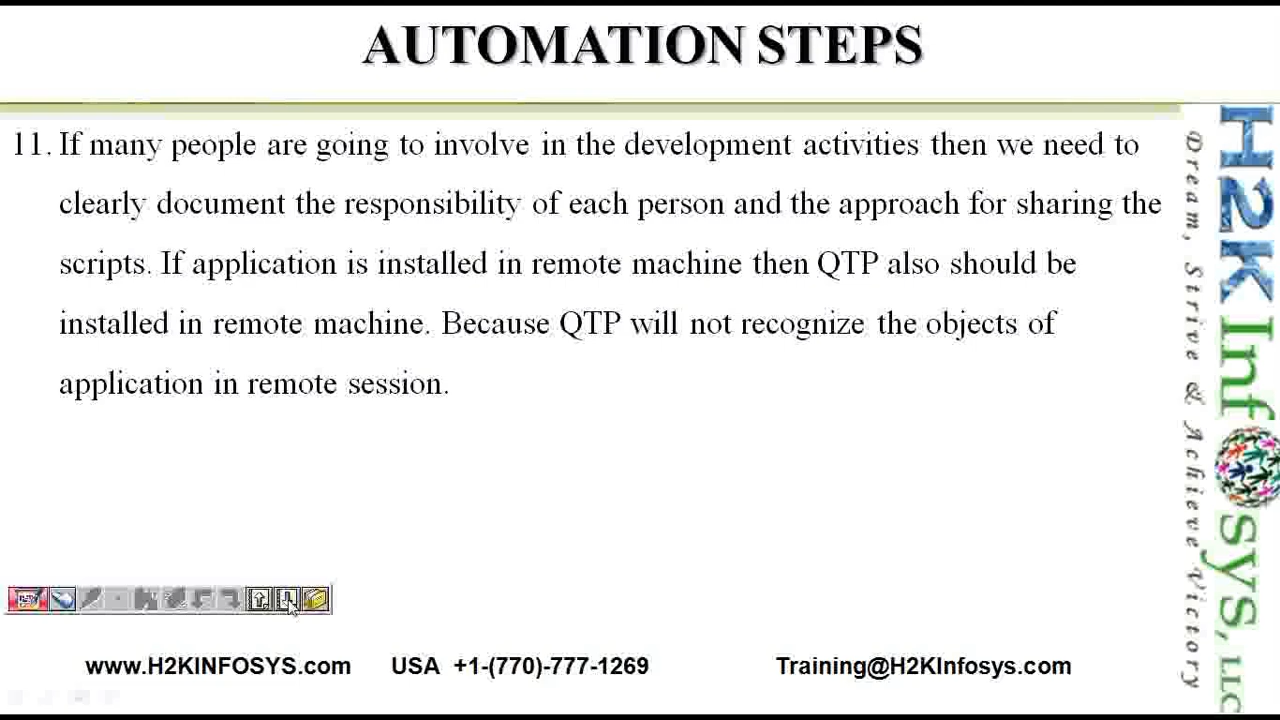 AUTOMATION STEPS
11. If many people are going to involve in the development activities then we need to
clearly document the responsibility of each person and the approach for sharing the
scripts. If application is installed in remote machine then QTP also should be
installed in remote machine. Because QTP will not recognize the objects of
application in remote session.
H2K Infosys, LLC
Dream, Strive & Achieve Victory
www.H2KINFOSYS.com USA +1-(770)-777-1269 Training@H2KInfosys.com